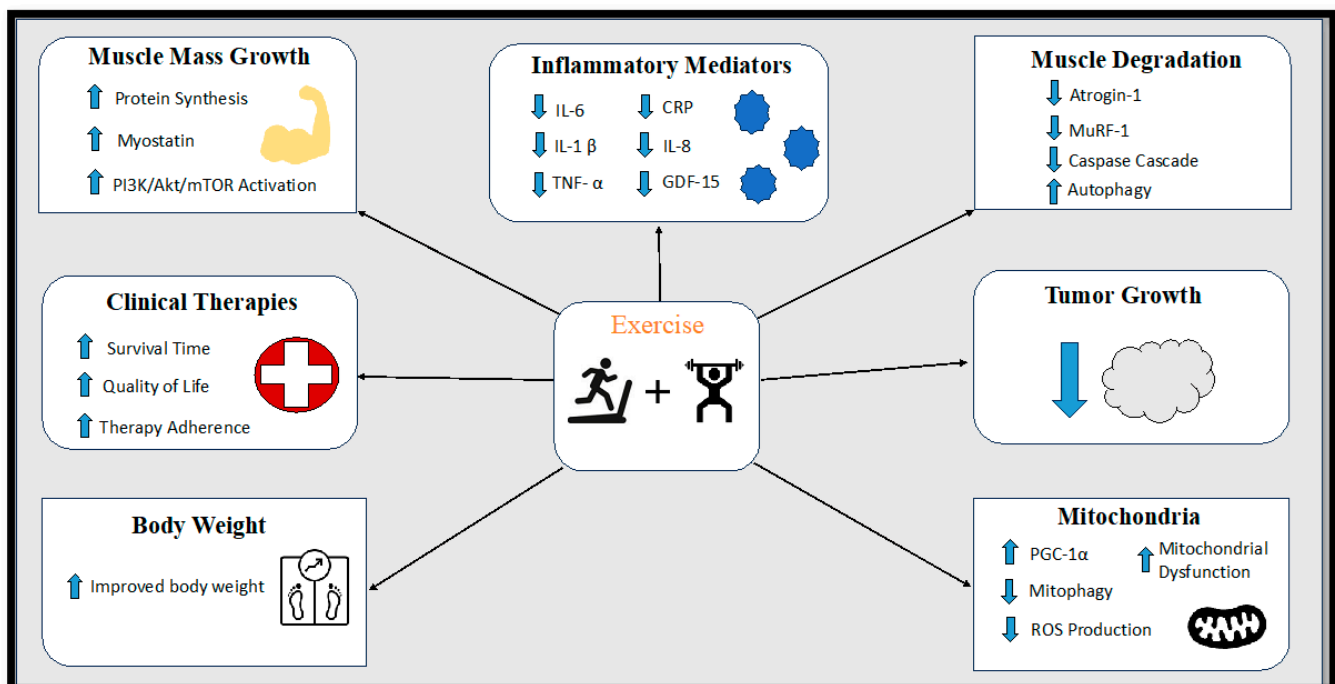 Muscle Mass Growth
Protein Synthesis
Myostatin
PI3K/Akt/mTOR Activation
Inflammatory Mediators
IL-6
CRP
IL-1 β
IL-8
TNF- α
GDF-15
Muscle Degradation
Atrogin-1
MuRF-1
Caspase Cascade
Autophagy
Clinical Therapies
Survival Time
Quality of Life
Therapy Adherence
Exercise
+
Tumor Growth
Body Weight
Improved body weight
Mitochondria
PGC-1α
Mitophagy
ROS Production
Mitochondrial
Dysfunction